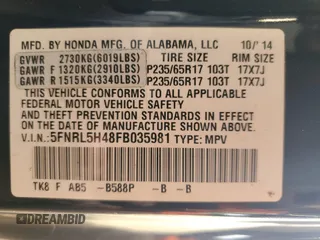 MFD. BY HONDA MFG. OF ALABAMA, LLC 10/ 14
GVWR 2730KG(6019LBS) TIRE SIZE RIM SIZE
GAWR F 1320KG(2910LBS) P235/65R17 103T 17X7J
GAWR R 1515KG(3340LBS) P235/65R17 103T 17X7J
THIS VEHICLE CONFORMS TO ALL APPLICABLE
FEDERAL MOTOR VEHICLE SAFETY, BUMPER, AND
THEFT PREVENTION STANDARDS IN EFFECT ON
THE DATE OF MANUFACTURE SHOWN ABOVE.
V.I.N.: 5FNRL5H48FB035981 TYPE: MPV
TK8 F AB5 -B588P -B -B
DREAMBID